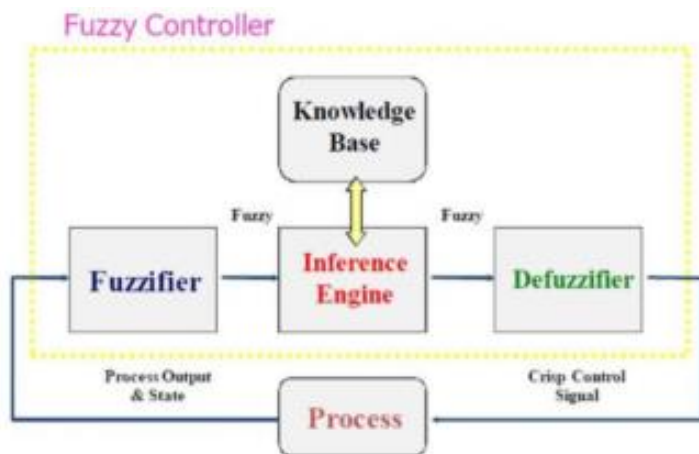 Fuzzy Controller
Knowledge
Base
Fuzzy
Fuzzy
Fuzzifier
Inference
Engine
Defuzzifier
Process Output
& State
Crisp Control
Signal
Process